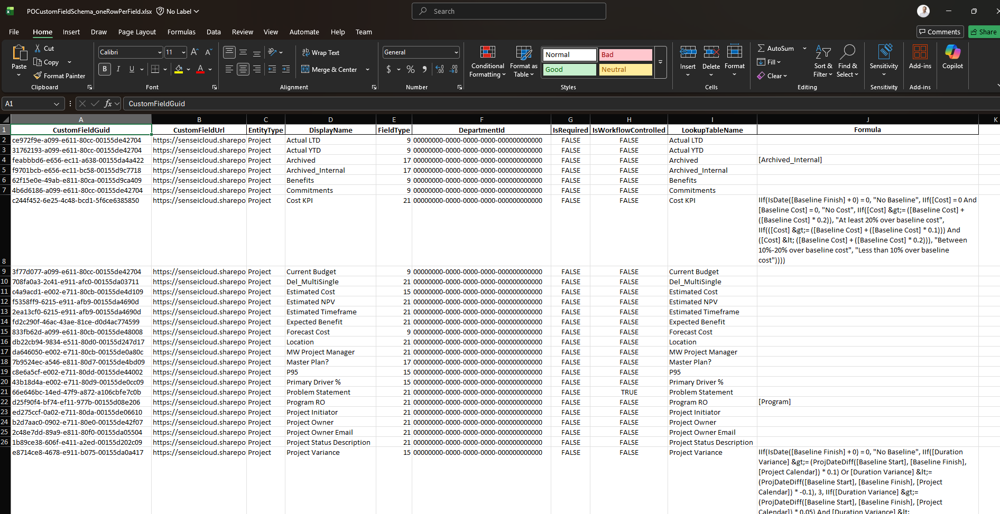 POCustomFieldSchema_oneRowPerField.xlsx No Label
Search
File Home Insert Draw Page Layout Formulas Data Review View Automate Help Team
Comments Share
Paste Cut Copy Format Painter Clipboard
Calibri 11 A A B I U A Font
Wrap Text Merge & Center Alignment
General $ % Number
Conditional Formatting Format as Table Normal Bad Good Neutral Styles
Insert Delete Format Cells
AutoSum Fill Clear Sort & Filter Find & Select Editing
Sensitivity Sensitivity
Add-ins Add-ins
Copilot
A1 fx CustomFieldGuid
A B C D E F G H I J K
1 CustomFieldGuid CustomFieldUrl EntityType DisplayName FieldType DepartmentId IsRequired IsWorkflowControlled LookupTableName Formula
2 ce972f9e-a099-e611-80cc-00155de42704 https://senseicloud.sharepo Project Actual LTD 9 00000000-0000-0000-0000-000000000000 FALSE FALSE Actual LTD
3 31762193-a099-e611-80cc-00155de42704 https://senseicloud.sharepo Project Actual YTD 9 00000000-0000-0000-0000-000000000000 FALSE FALSE Actual YTD
4 feabbbd6-e656-ec11-a638-00155da4a422 https://senseicloud.sharepo Project Archived 17 00000000-0000-0000-0000-000000000000 FALSE FALSE Archived [Archived_Internal]
5 f9701bcb-e656-ec11-bc58-00155d9c7718 https://senseicloud.sharepo Project Archived_Internal 17 00000000-0000-0000-0000-000000000000 FALSE FALSE Archived_Internal
6 62f15e0e-49ab-e811-80ca-00155d9ca409 https://senseicloud.sharepo Project Benefits 9 00000000-0000-0000-0000-000000000000 FALSE FALSE Benefits
7 4b6d6186-a099-e611-80cc-00155de42704 https://senseicloud.sharepo Project Commitments 9 00000000-0000-0000-0000-000000000000 FALSE FALSE Commitments
c244f452-6e25-4c48-bcd1-5f6ce6385850 https://senseicloud.sharepo Project Cost KPI 21 00000000-0000-0000-0000-000000000000 FALSE FALSE Cost KPI IIf(IsDate([Baseline Finish] + 0) = 0, "No Baseline", IIf([Cost] = 0 And
[Baseline Cost] = 0, "No Cost", IIf([Cost] &gt;= ([Baseline Cost] +
([Baseline Cost] * 0.2)), "At least 20% over baseline cost",
IIf(([Cost] &gt;= ([Baseline Cost] + ([Baseline Cost] * 0.1))) And
([Cost] &lt; ([Baseline Cost] + ([Baseline Cost] * 0.2))), "Between
10%-20% over baseline cost", "Less than 10% over baseline
8 cost"))))
9 3f77d077-a099-e611-80cc-00155de42704 https://senseicloud.sharepo Project Current Budget 9 00000000-0000-0000-0000-000000000000 FALSE FALSE Current Budget
10 708fa0a3-2c41-e911-afc0-00155da03711 https://senseicloud.sharepo Project Del_MultiSingle 21 00000000-0000-0000-0000-000000000000 FALSE FALSE Del_MultiSingle
11 c4a9acd1-e002-e711-80cb-00155de4d109 https://senseicloud.sharepo Project Estimated Cost 15 00000000-0000-0000-0000-000000000000 FALSE FALSE Estimated Cost
12 f5358ff9-6215-e911-afb9-00155da4690d https://senseicloud.sharepo Project Estimated NPV 21 00000000-0000-0000-0000-000000000000 FALSE FALSE Estimated NPV
13 2ea13cf0-6215-e911-afb9-00155da4690d https://senseicloud.sharepo Project Estimated Timeframe 21 00000000-0000-0000-0000-000000000000 FALSE FALSE Estimated Timeframe
14 fd2c290f-46ac-43ae-81ce-d0d4ac774599 https://senseicloud.sharepo Project Expected Benefit 21 00000000-0000-0000-0000-000000000000 FALSE FALSE Expected Benefit
15 833fb62d-a099-e611-80cb-00155de48008 https://senseicloud.sharepo Project Forecast Cost 9 00000000-0000-0000-0000-000000000000 FALSE FALSE Forecast Cost
16 db22cb94-9834-e511-80d0-00155d247d17 https://senseicloud.sharepo Project Location 21 00000000-0000-0000-0000-000000000000 FALSE FALSE Location
17 da646050-e002-e711-80cb-00155de0a80c https://senseicloud.sharepo Project MW Project Manager 21 00000000-0000-0000-0000-000000000000 FALSE FALSE MW Project Manager
18 7b9524ec-a546-e811-80d7-00155de4bd09 https://senseicloud.sharepo Project Master Plan? 17 00000000-0000-0000-0000-000000000000 FALSE FALSE Master Plan?
19 c8e6a5cf-e002-e711-80dd-00155de44002 https://senseicloud.sharepo Project P95 15 00000000-0000-0000-0000-000000000000 FALSE FALSE P95
20 43b18d4a-e002-e711-80d9-00155de0cc09 https://senseicloud.sharepo Project Primary Driver % 15 00000000-0000-0000-0000-000000000000 FALSE FALSE Primary Driver %
21 66e646bc-14ed-47f9-a872-a106cbfe7c0b https://senseicloud.sharepo Project Problem Statement 21 00000000-0000-0000-0000-000000000000 FALSE TRUE Problem Statement
22 d25f90f4-bf74-ef11-977b-00155d08e206 https://senseicloud.sharepo Project Program RO 21 00000000-0000-0000-0000-000000000000 FALSE FALSE Program RO [Program]
23 ed275ccf-0a02-e711-80da-00155de06610 https://senseicloud.sharepo Project Project Initiator 21 00000000-0000-0000-0000-000000000000 FALSE FALSE Project Initiator
24 b2d7aac0-0902-e711-80e0-00155de42f07 https://senseicloud.sharepo Project Project Owner 21 00000000-0000-0000-0000-000000000000 FALSE FALSE Project Owner
25 2c48e7dd-89a9-e811-80f0-00155da05504 https://senseicloud.sharepo Project Project Owner Email 21 00000000-0000-0000-0000-000000000000 FALSE FALSE Project Owner Email
26 1b89ce38-606f-e411-a2ed-00155d202c09 https://senseicloud.sharepo Project Project Status Description 21 00000000-0000-0000-0000-000000000000 FALSE FALSE Project Status Description
e8714ce8-4678-e911-b075-00155da0a417 https://senseicloud.sharepo Project Project Variance 15 00000000-0000-0000-0000-000000000000 FALSE FALSE Project Variance IIf(IsDate([Baseline Finish] + 0) = 0, "No Baseline", IIf([Duration
Variance] &gt;= (ProjDateDiff([Baseline Start], [Baseline Finish],
[Project Calendar]) * 0.1) Or [Duration Variance] &lt;=
(ProjDateDiff([Baseline Start], [Baseline Finish], [Project
Calendar]) * -0.1), 3, IIf([Duration Variance] &gt;=
(ProjDateDiff([Baseline Start], [Baseline Finish], [Project
Calendar]) * 0.05) And [Duration Variance] &lt;